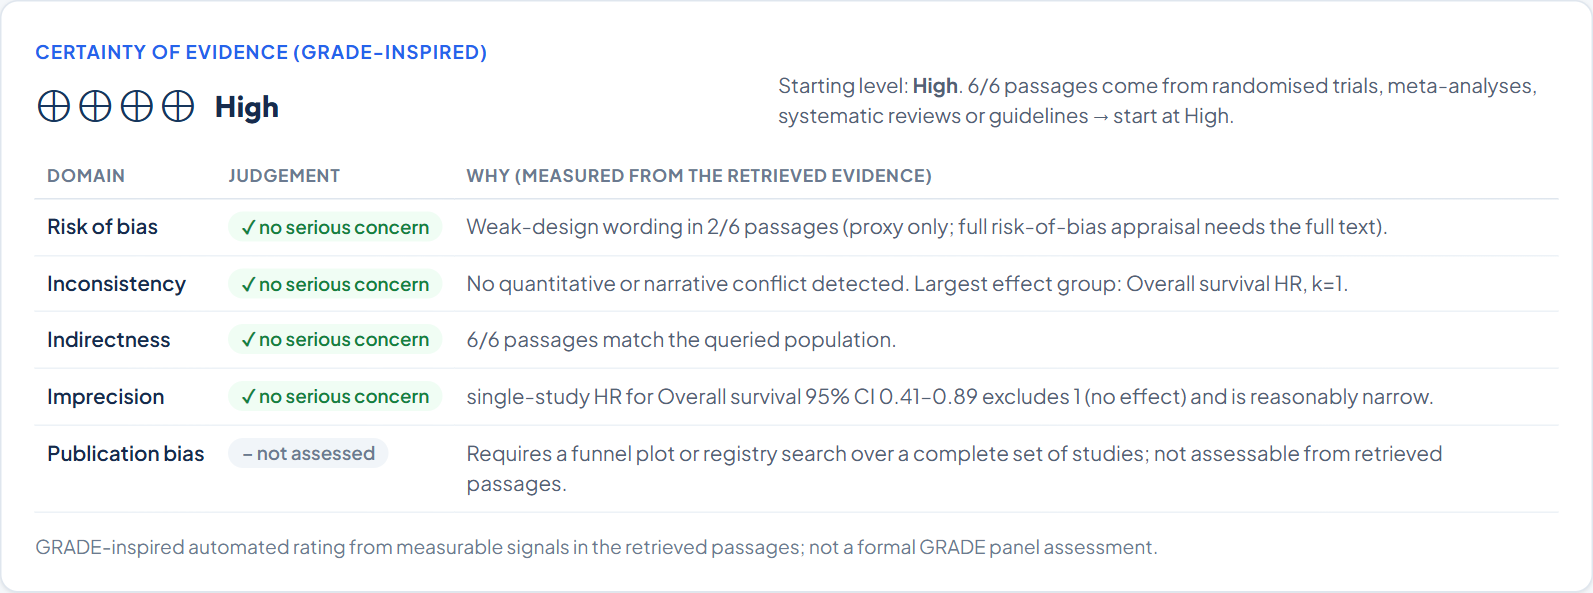 CERTAINTY OF EVIDENCE (GRADE-INSPIRED)
High
Starting level: High. 6/6 passages come from randomised trials, meta-analyses,
systematic reviews or guidelines → start at High.
DOMAIN JUDGEMENT WHY (MEASURED FROM THE RETRIEVED EVIDENCE)
Risk of bias ✓ no serious concern Weak-design wording in 2/6 passages (proxy only; full risk-of-bias appraisal needs the full text).
Inconsistency ✓ no serious concern No quantitative or narrative conflict detected. Largest effect group: Overall survival HR, k=1.
Indirectness ✓ no serious concern 6/6 passages match the queried population.
Imprecision ✓ no serious concern single-study HR for Overall survival 95% CI 0.41–0.89 excludes 1 (no effect) and is reasonably narrow.
Publication bias – not assessed Requires a funnel plot or registry search over a complete set of studies; not assessable from retrieved
passages.
GRADE-inspired automated rating from measurable signals in the retrieved passages; not a formal GRADE panel assessment.